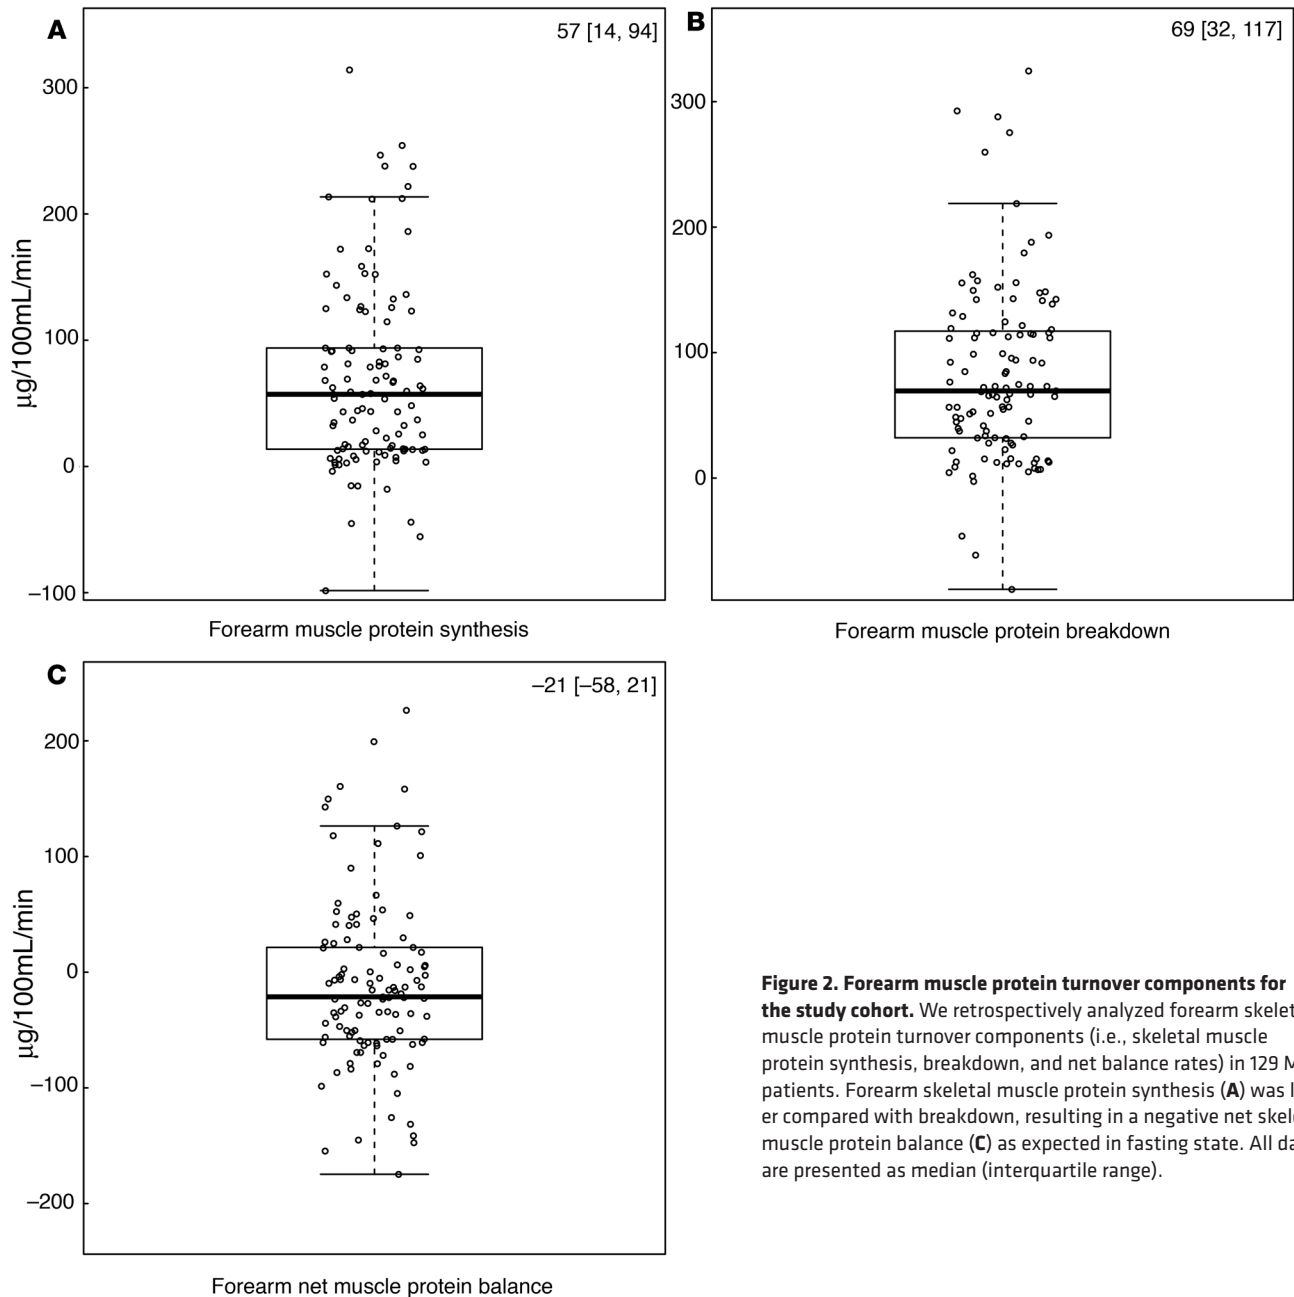 A
57 [14, 94]
300
200
100
0
–100
µg/100mL/min
Forearm muscle protein synthesis
B
69 [32, 117]
300
200
100
0
Forearm muscle protein breakdown
C
–21 [–58, 21]
200
100
0
–100
–200
µg/100mL/min
Forearm net muscle protein balance
Figure 2. Forearm muscle protein turnover components for
the study cohort. We retrospectively analyzed forearm skelet
muscle protein turnover components (i.e., skeletal muscle
protein synthesis, breakdown, and net balance rates) in 129 M
patients. Forearm skeletal muscle protein synthesis (A) was l
er compared with breakdown, resulting in a negative net skele
muscle protein balance (C) as expected in fasting state. All da
are presented as median (interquartile range).